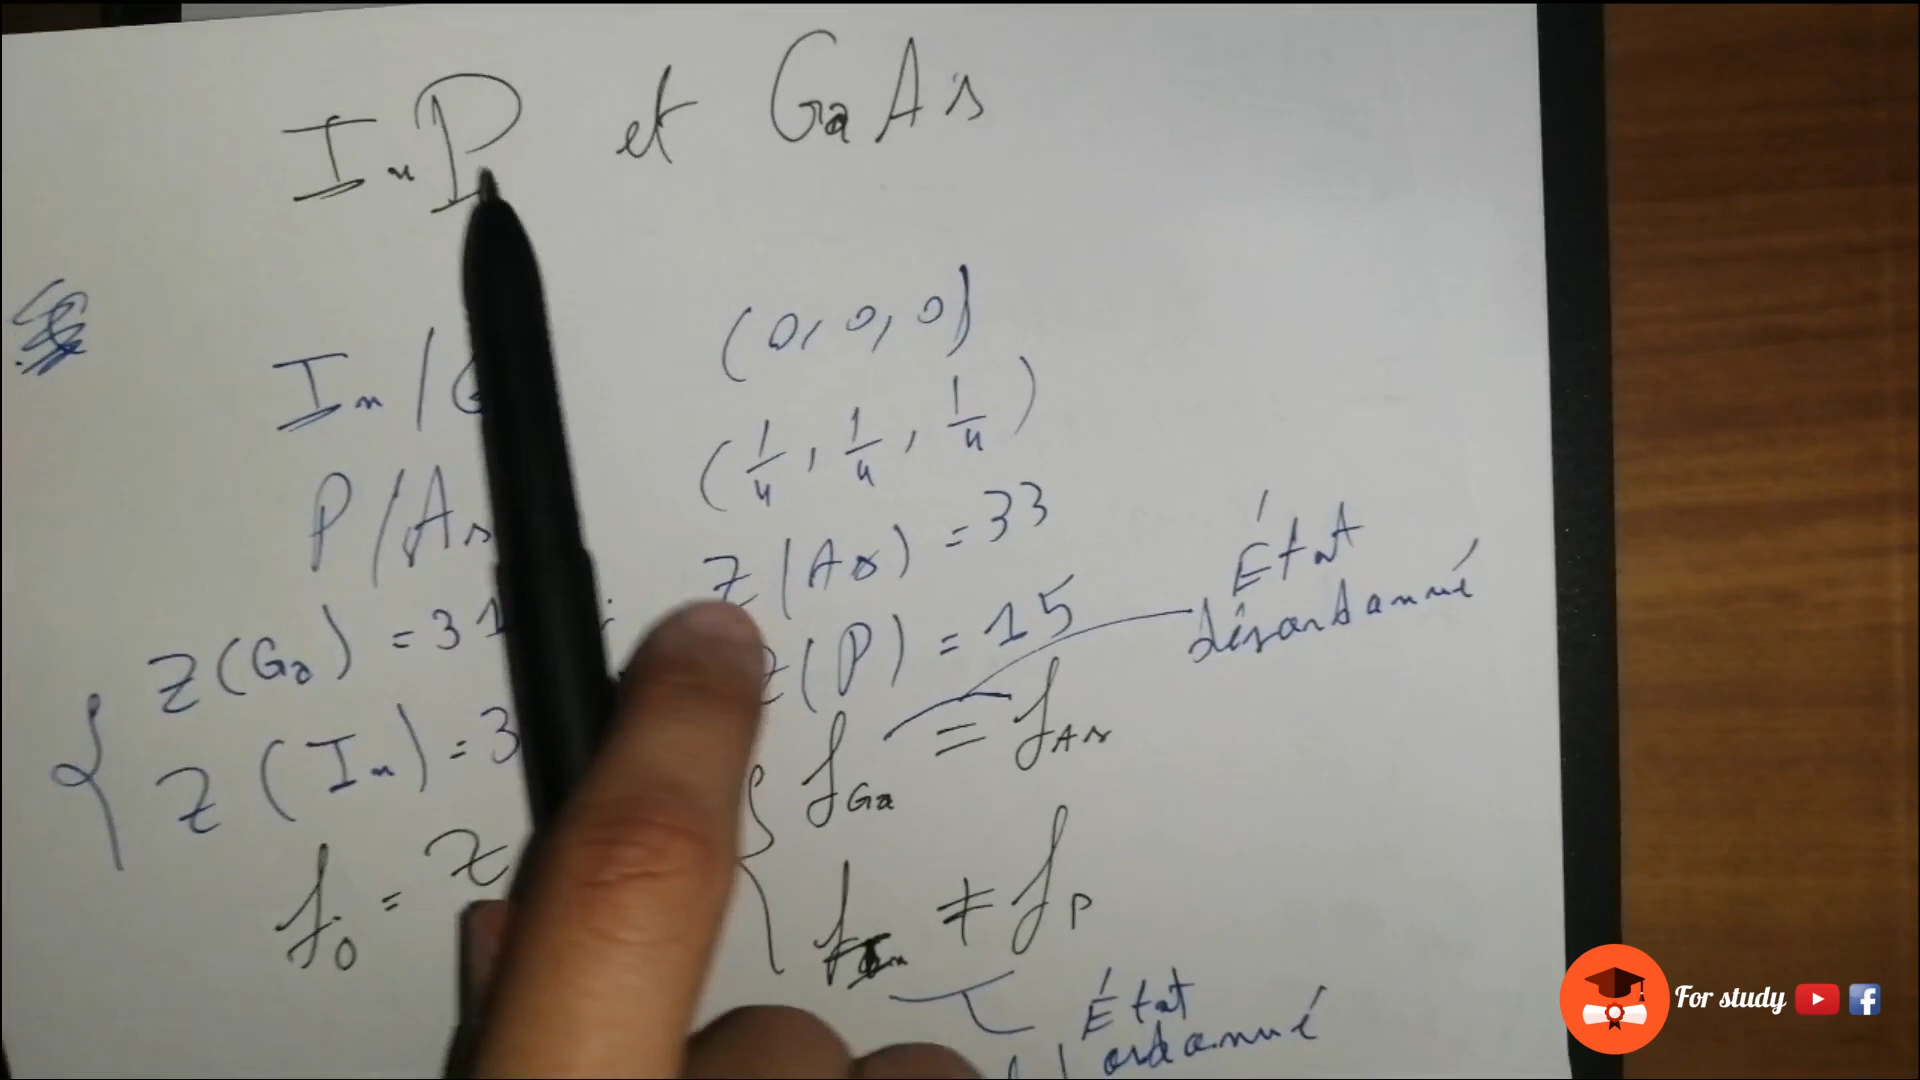 InP et GaAs
In/ (0, 0, 0)
P/As (1/4, 1/4, 1/4)
Z(As) = 33
Z(Ga) = 31 Z(P) = 15
État
désordonné
Z(In) = f_Ga = f_As
f_0 = Z
f_In ≠ f_P
État
ordonné
For study